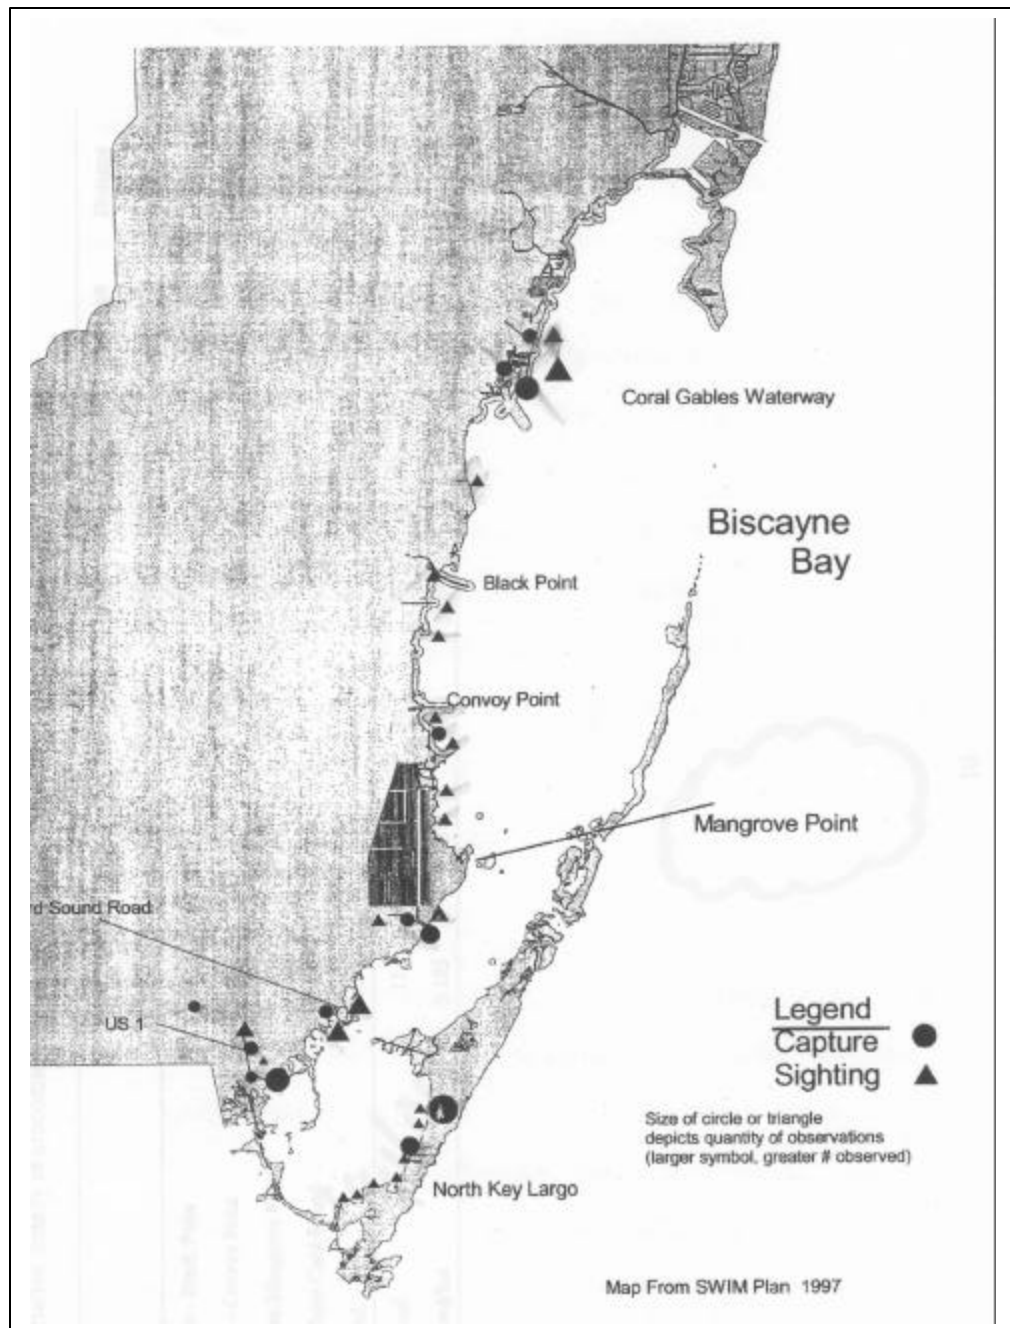 Coral Gables Waterway
Biscayne
Bay
Black Point
Convoy Point
Mangrove Point
rd Sound Road
US 1
Legend
Capture
Sighting
Size of circle or triangle
depicts quantity of observations
(larger symbol, greater # observed)
North Key Largo
Map From SWIM Plan 1997